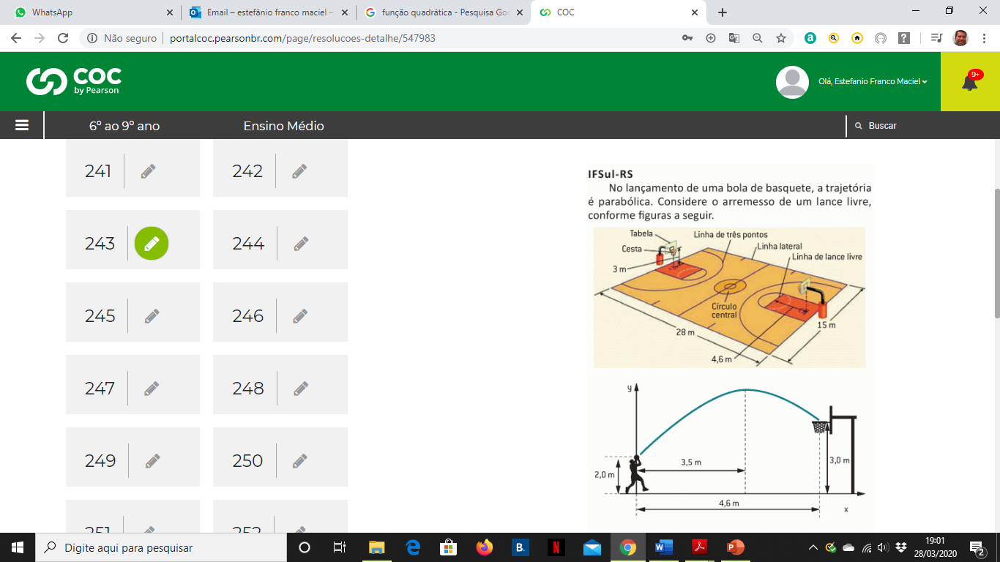 WhatsApp
Email – estefânio franco maciel –
função quadrática - Pesquisa Goo
COC
Não seguro
portalcoc.pearsonbr.com/page/resolucoes-detalhe/547983
COC
by Pearson
Olá, Estefanio Franco Maciel
9+
6º ao 9º ano
Ensino Médio
Buscar
241
242
243
244
245
246
247
248
249
250
251
252
IFSul-RS
No lançamento de uma bola de basquete, a trajetória
é parabólica. Considere o arremesso de um lance livre,
conforme figuras a seguir.
Tabela
Linha de três pontos
Cesta
Linha lateral
Linha de lance livre
3 m
Círculo
central
15 m
28 m
4,6 m
y
3,5 m
2,0 m
3,0 m
4,6 m
x
Digite aqui para pesquisar
19:01
28/03/2020
2